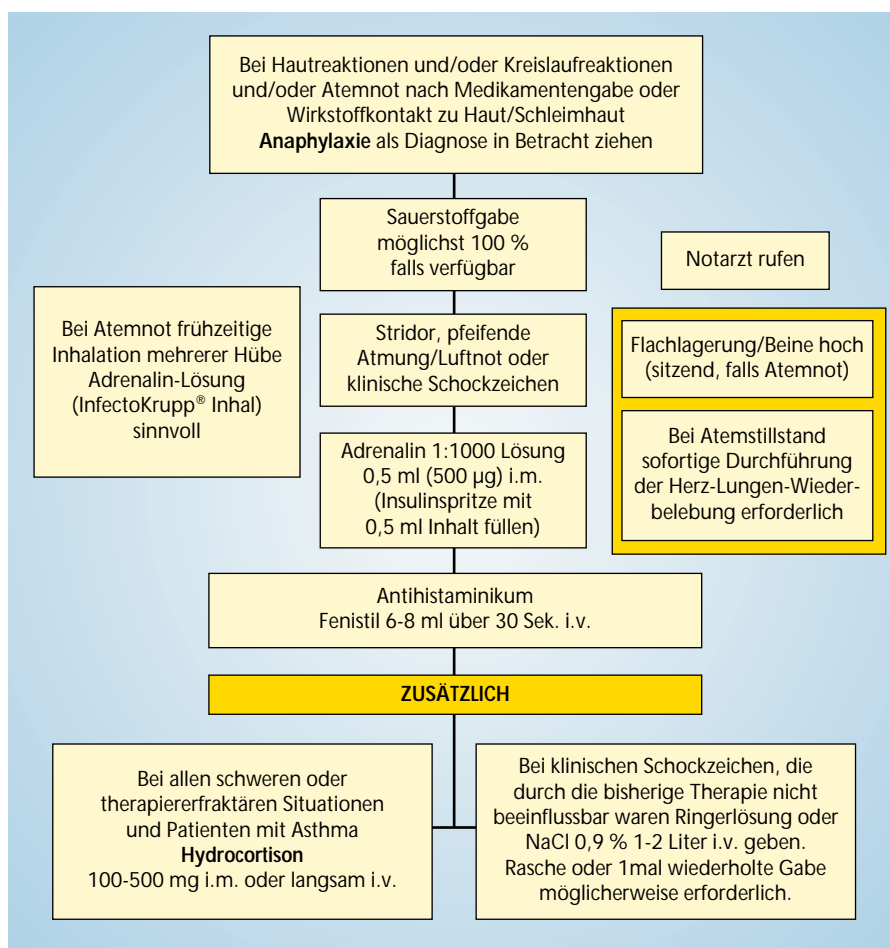 Bei Hautreaktionen und/oder Kreislaufreaktionen
und/oder Atemnot nach Medikamentengabe oder
Wirkstoffkontakt zu Haut/Schleimhaut
Anaphylaxie als Diagnose in Betracht ziehen
Sauerstoffgabe
möglichst 100 %
falls verfügbar
Notarzt rufen
Bei Atemnot frühzeitige
Inhalation mehrerer Hübe
Adrenalin-Lösung
(InfectoKrupp® Inhal)
sinnvoll
Stridor, pfeifende
Atmung/Luftnot oder
klinische Schockzeichen
Flachlagerung/Beine hoch
(sitzend, falls Atemnot)
Adrenalin 1:1000 Lösung
0,5 ml (500 µg) i.m.
(Insulinspritze mit
0,5 ml Inhalt füllen)
Bei Atemstillstand
sofortige Durchführung
der Herz-Lungen-Wieder-
belebung erforderlich
Antihistaminikum
Fenistil 6-8 ml über 30 Sek. i.v.
ZUSÄTZLICH
Bei allen schweren oder
therapiererfraktären Situationen
und Patienten mit Asthma
Hydrocortison
100-500 mg i.m. oder langsam i.v.
Bei klinischen Schockzeichen, die
durch die bisherige Therapie nicht
beeinflussbar waren Ringerlösung oder
NaCl 0,9 % 1-2 Liter i.v. geben.
Rasche oder 1mal wiederholte Gabe
möglicherweise erforderlich.